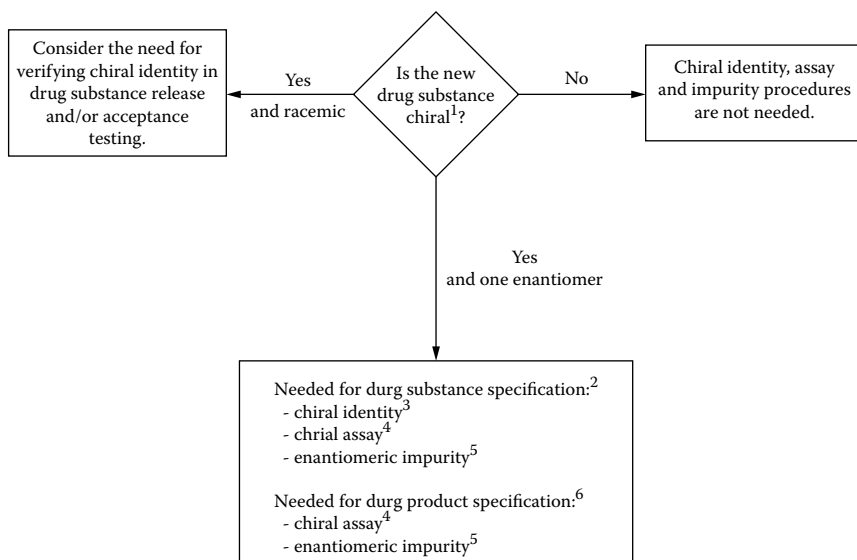 Consider the need for
verifying chiral identity in
drug substance release
and/or acceptance
testing.
Yes
and racemic
Is the new
drug substance
chiral¹?
No
Chiral identity, assay
and impurity procedures
are not needed.
Yes
and one enantiomer
Needed for durg substance specification:²
- chiral identity³
- chrial assay⁴
- enantiomeric impurity⁵
Needed for durg product specification:⁶
- chiral assay⁴
- enantiomeric impurity⁵